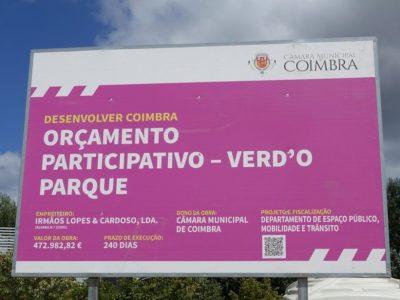 CÂMARA MUNICIPAL
COIMBRA
DESENVOLVER COIMBRA
ORÇAMENTO
PARTICIPATIVO – VERD’O
PARQUE
EMPREITEIRO:
IRMÃOS LOPES & CARDOSO, LDA.
VALOR DA OBRA:
472.982,82 €
PRAZO DE EXECUÇÃO:
240 DIAS
DONO DA OBRA:
CÂMARA MUNICIPAL
DE COIMBRA
PROJETO E FISCALIZAÇÃO
DEPARTAMENTO DE ESPAÇO PÚBLICO,
MOBILIDADE E TRÂNSITO